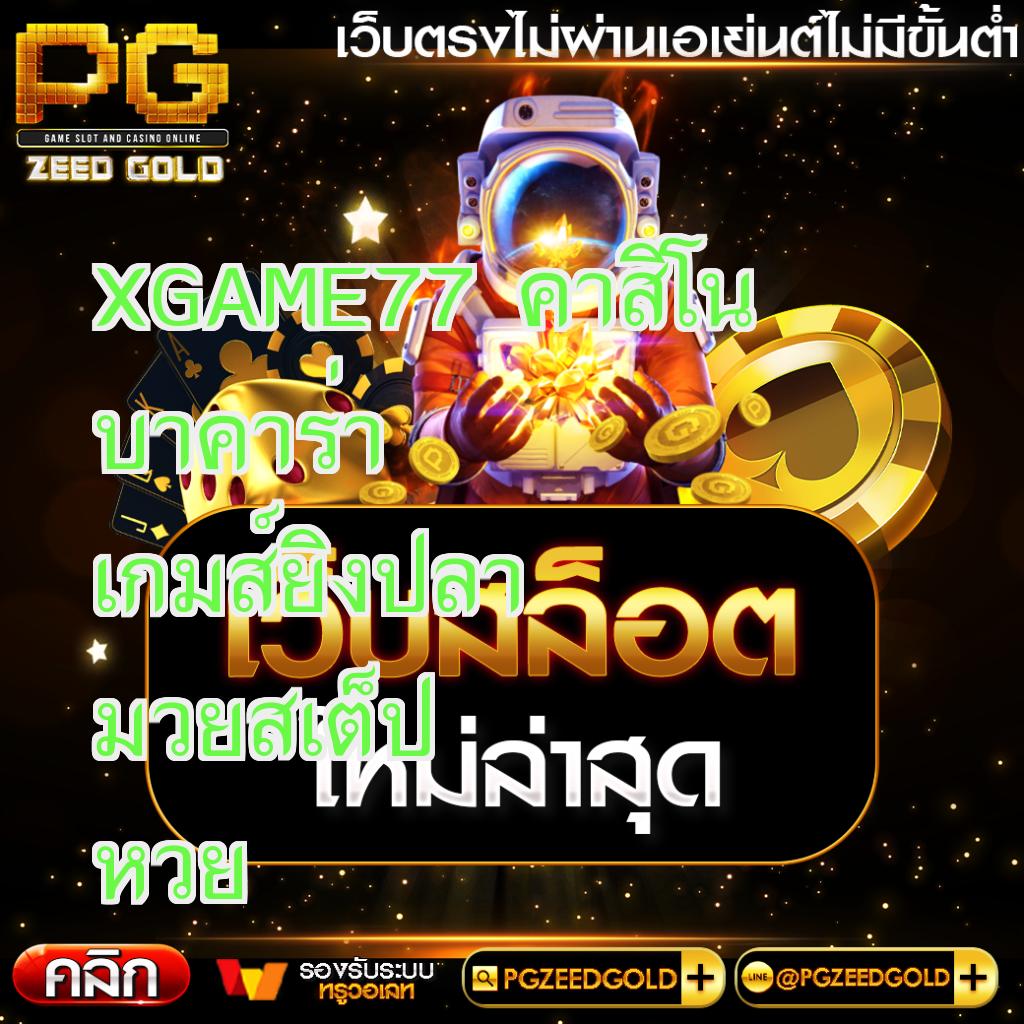 เว็บตรงไม่ผ่านเอเย่นต์ไม่มีขั้นต่ำ
PG
GAME SLOT AND CASINO ONLINE
ZEED GOLD
XGAME77 คาสิโน
บาคาร่า
เกมส์ยิงปลา
เว็บสล็อต
มวยสเต็ป
ใหม่ล่าสุด
หวย
คลิก
รองรับระบบ
ทรูวอเลท
PGZEEDGOLD
LINE @PGZEEDGOLD